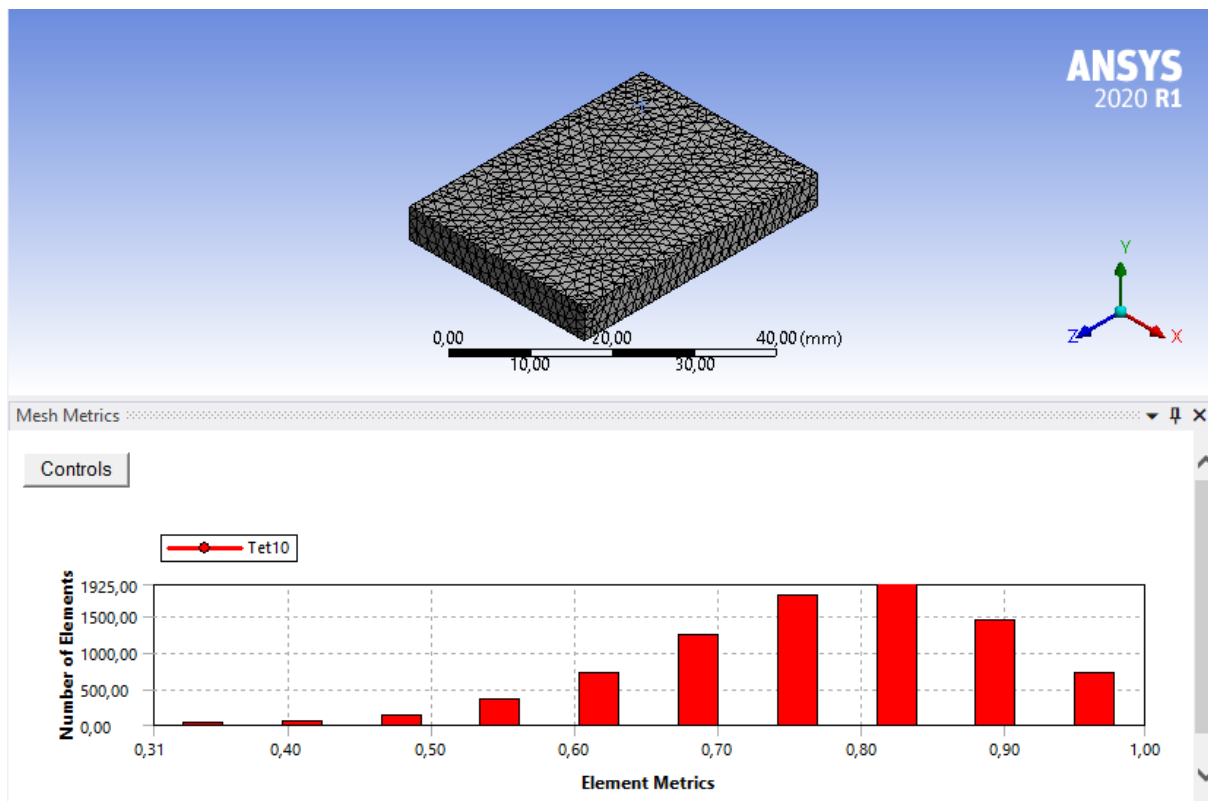 ANSYS
2020 R1
0,00 20,00 40,00 (mm)
10,00 30,00
Y
Z
X
Mesh Metrics
Controls
Tet10
Number of Elements
1925,00
1500,00
1000,00
500,00
0,00
0,31 0,40 0,50 0,60 0,70 0,80 0,90 1,00
Element Metrics